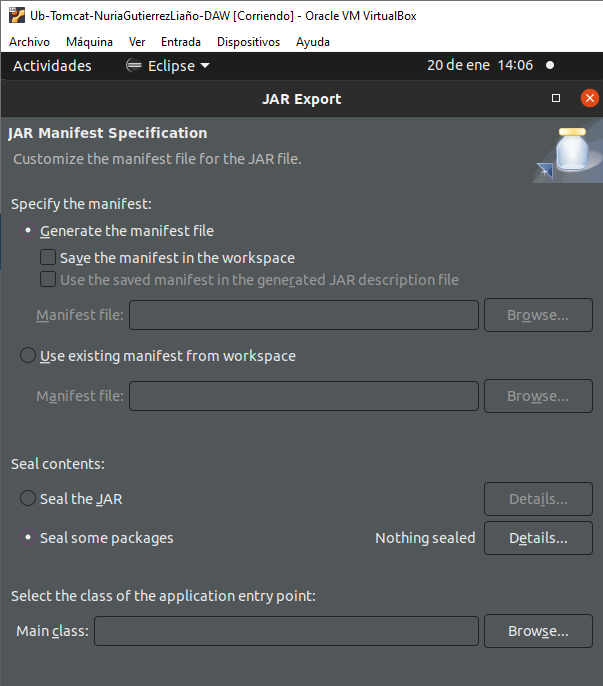 Ub-Tomcat-NuriaGutierrezLiaño-DAW [Corriendo] - Oracle VM VirtualBox
Archivo Máquina Ver Entrada Dispositivos Ayuda
Actividades Eclipse 20 de ene 14:06
JAR Export
JAR Manifest Specification
Customize the manifest file for the JAR file.
Specify the manifest:
Generate the manifest file
Save the manifest in the workspace
Use the saved manifest in the generated JAR description file
Manifest file: Browse...
Use existing manifest from workspace
Manifest file: Browse...
Seal contents:
Seal the JAR Details...
Seal some packages Nothing sealed Details...
Select the class of the application entry point:
Main class: Browse...